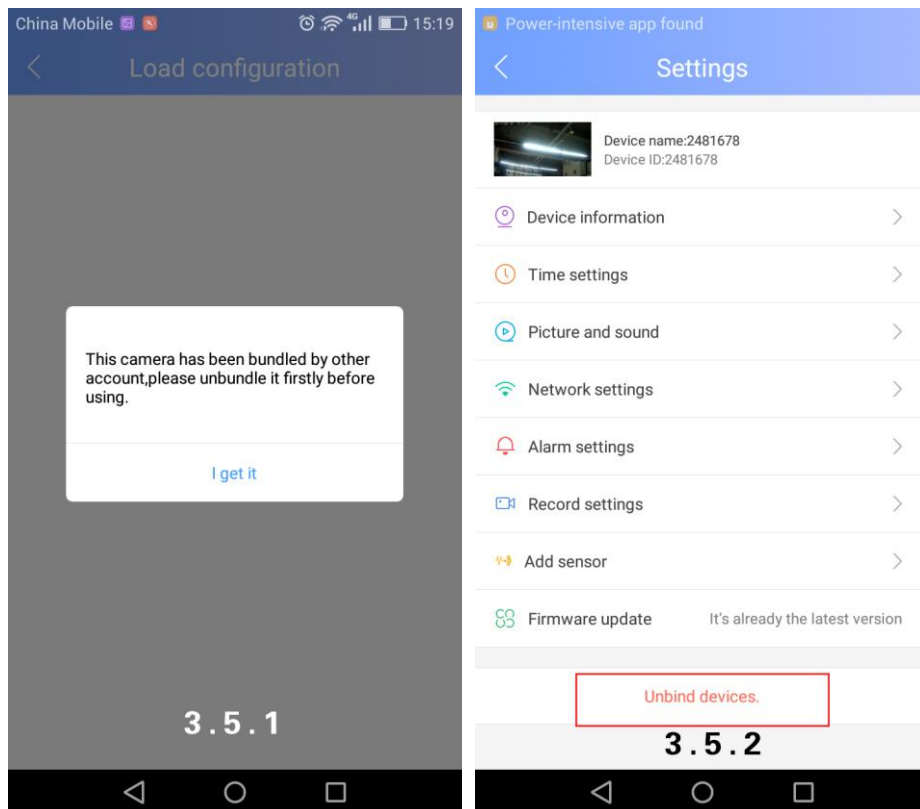 China Mobile
4G
15:19
Load configuration
This camera has been bundled by other
account,please unbundle it firstly before
using.
I get it
3.5.1
Power-intensive app found
Settings
Device name:2481678
Device ID:2481678
Device information
Time settings
Picture and sound
Network settings
Alarm settings
Record settings
Add sensor
Firmware update It's already the latest version
Unbind devices.
3.5.2